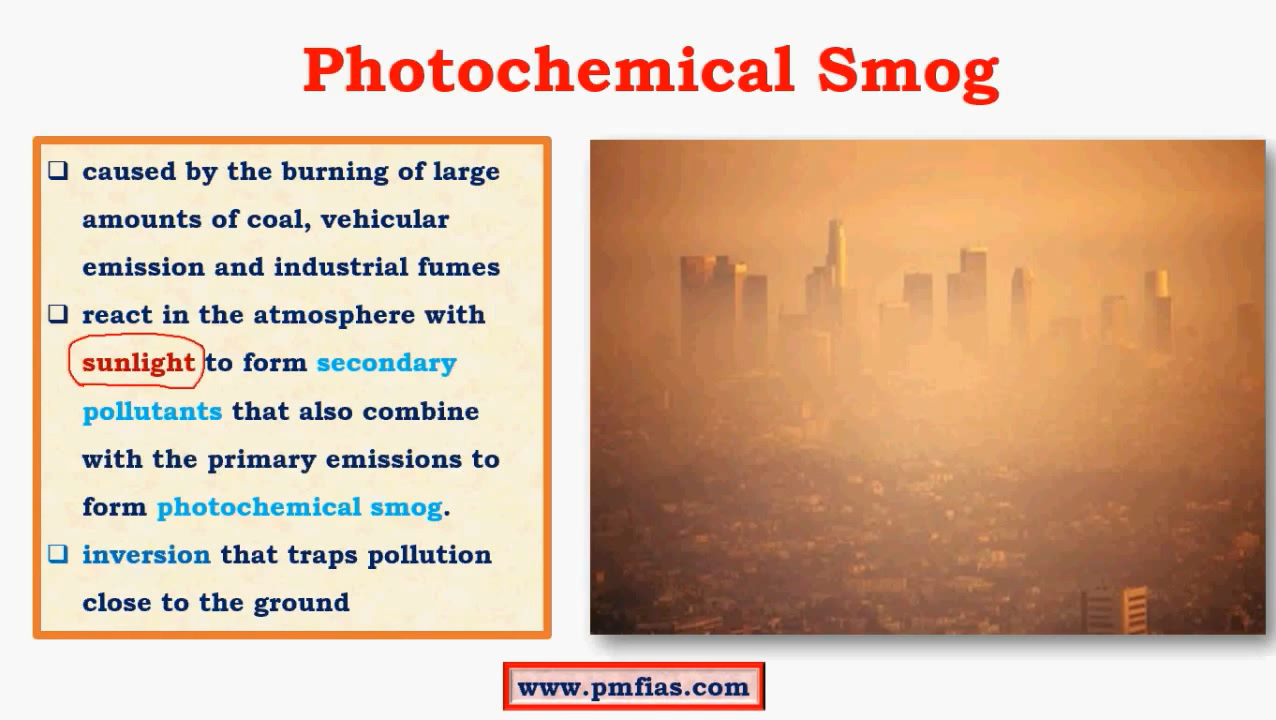 Photochemical Smog
❑ caused by the burning of large
amounts of coal, vehicular
emission and industrial fumes
❑ react in the atmosphere with
sunlight to form secondary
pollutants that also combine
with the primary emissions to
form photochemical smog.
❑ inversion that traps pollution
close to the ground
www.pmfias.com